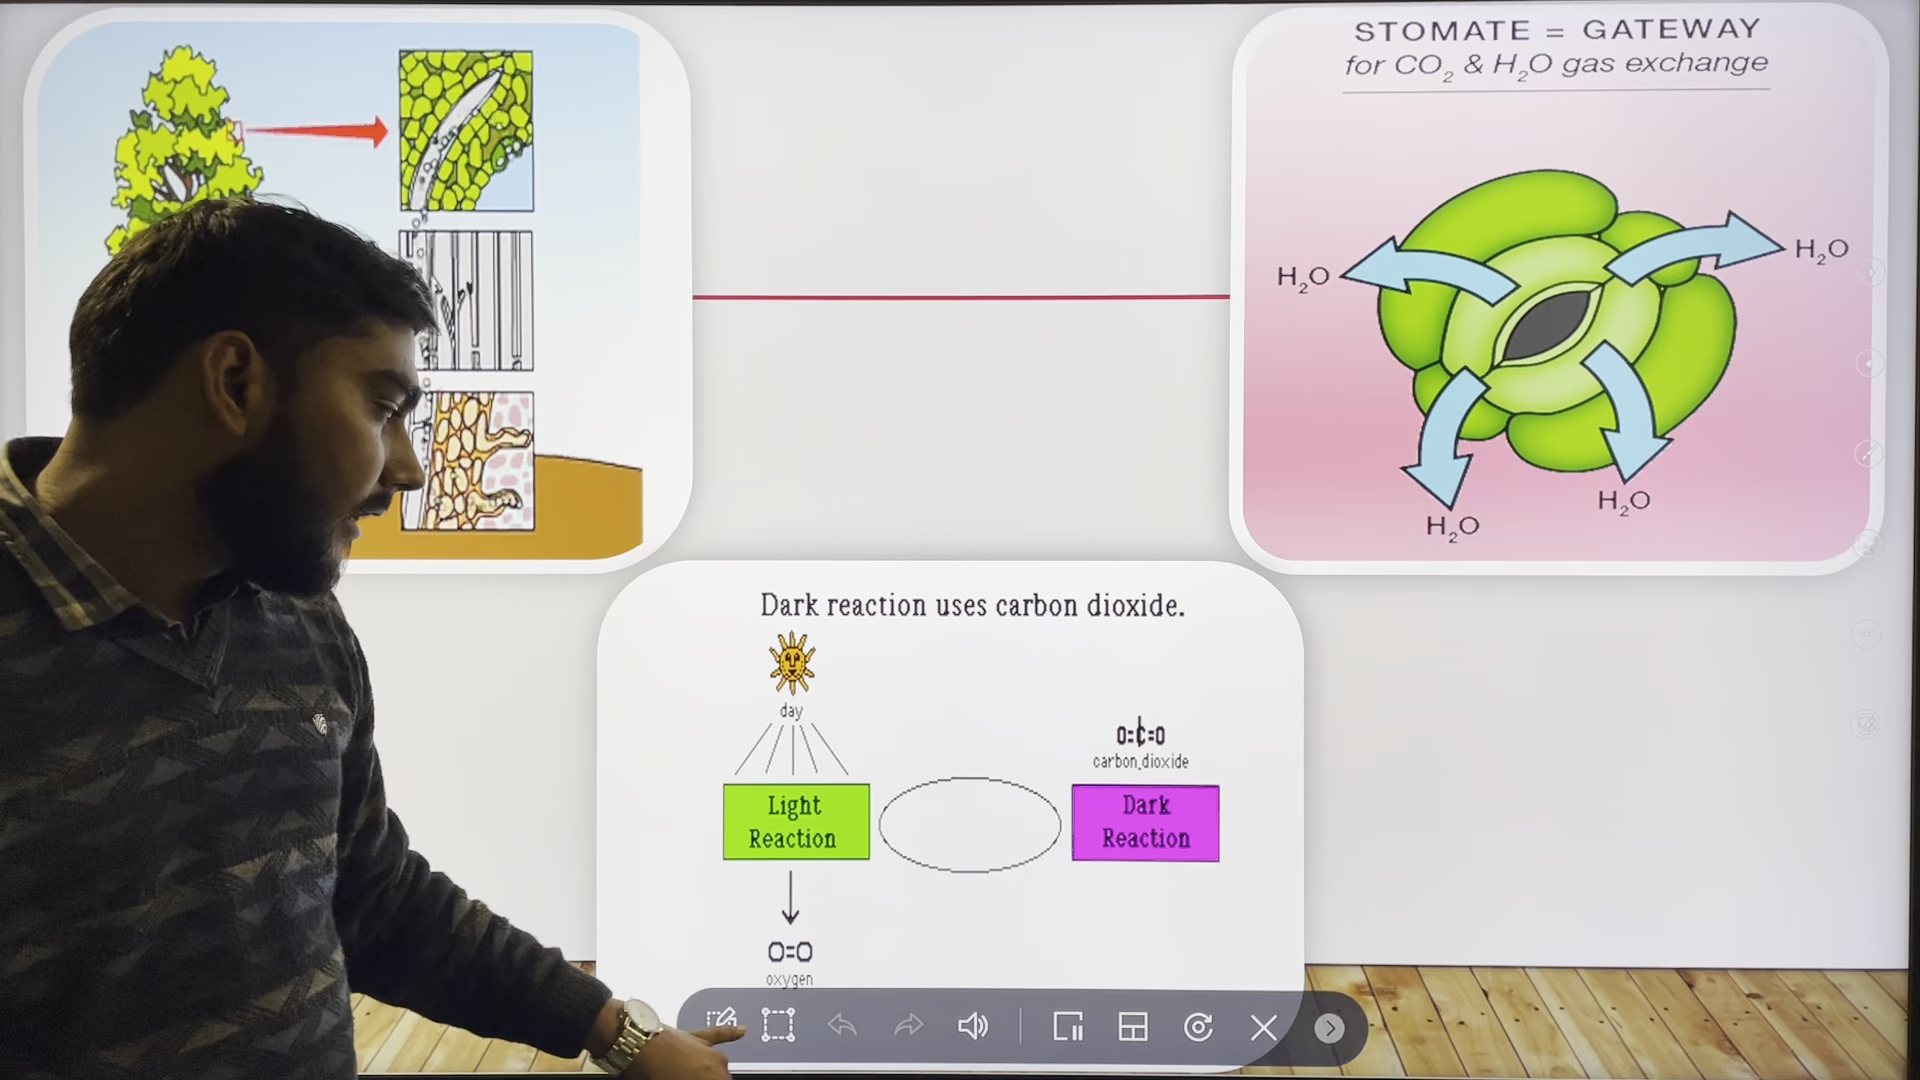 STOMATE = GATEWAY
for CO₂ & H₂O gas exchange
H₂O
H₂O
H₂O
H₂O
Dark reaction uses carbon dioxide.
day
O=C=O
carbon dioxide
Light
Reaction
Dark
Reaction
O=O
oxygen